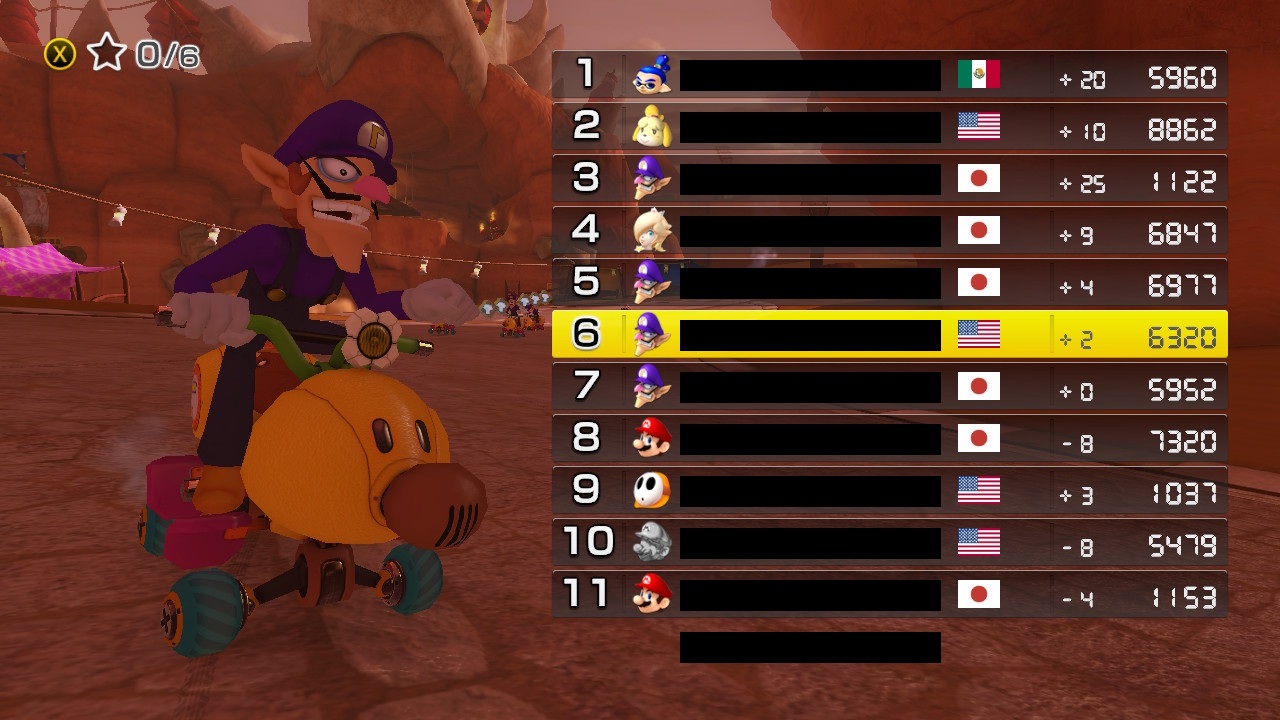 X 0/6
1 + 20 5960
2 + 10 8862
3 + 25 1122
4 + 9 6847
5 + 4 6977
6 + 2 6320
7 + 0 5952
8 - 8 7320
9 + 3 1037
10 - 8 5479
11 - 4 1153